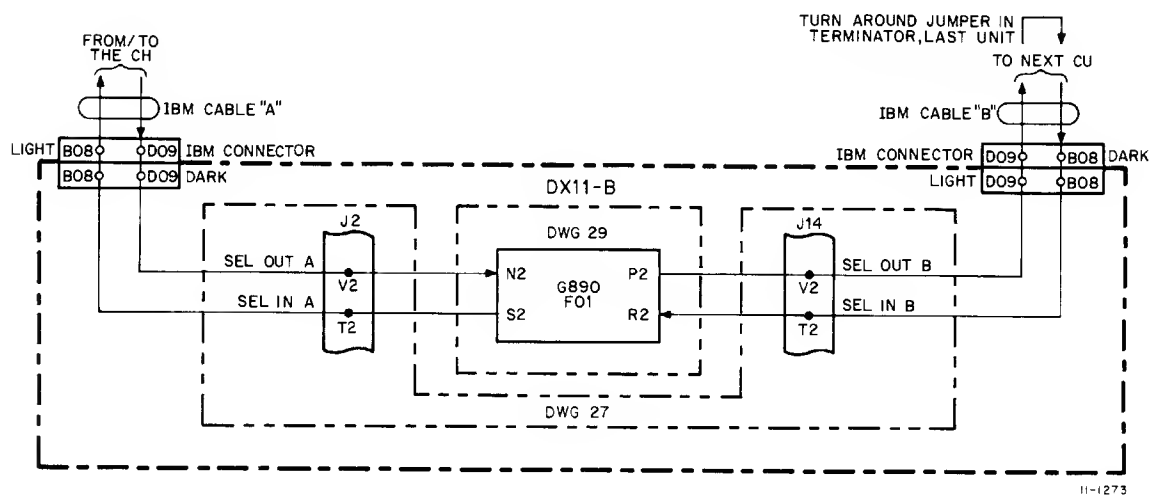 FROM/TO
THE CH
TURN AROUND JUMPER IN
TERMINATOR, LAST UNIT
TO NEXT CU
IBM CABLE "A"
IBM CABLE "B"
LIGHT B08 D09 IBM CONNECTOR
B08 D09 DARK
IBM CONNECTOR D09 B08 DARK
LIGHT D09 B08
DX11-B
J2
DWG 29
J14
SEL OUT A
V2
N2
G890
F01
P2
V2
SEL OUT B
SEL IN A
T2
S2
R2
T2
SEL IN B
DWG 27
11-1273